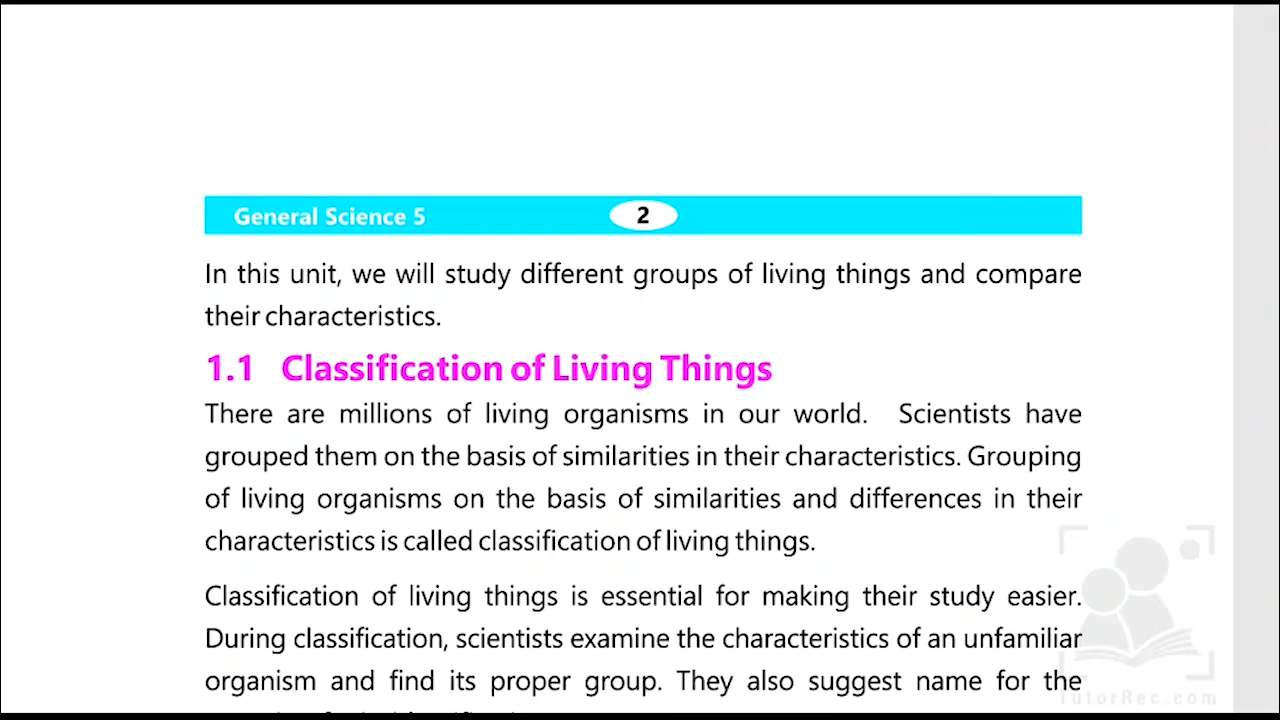 General Science 5
2
In this unit, we will study different groups of living things and compare
their characteristics.
1.1 Classification of Living Things
There are millions of living organisms in our world. Scientists have
grouped them on the basis of similarities in their characteristics. Grouping
of living organisms on the basis of similarities and differences in their
characteristics is called classification of living things.
Classification of living things is essential for making their study easier.
During classification, scientists examine the characteristics of an unfamiliar
organism and find its proper group. They also suggest name for the
TutorRec.com